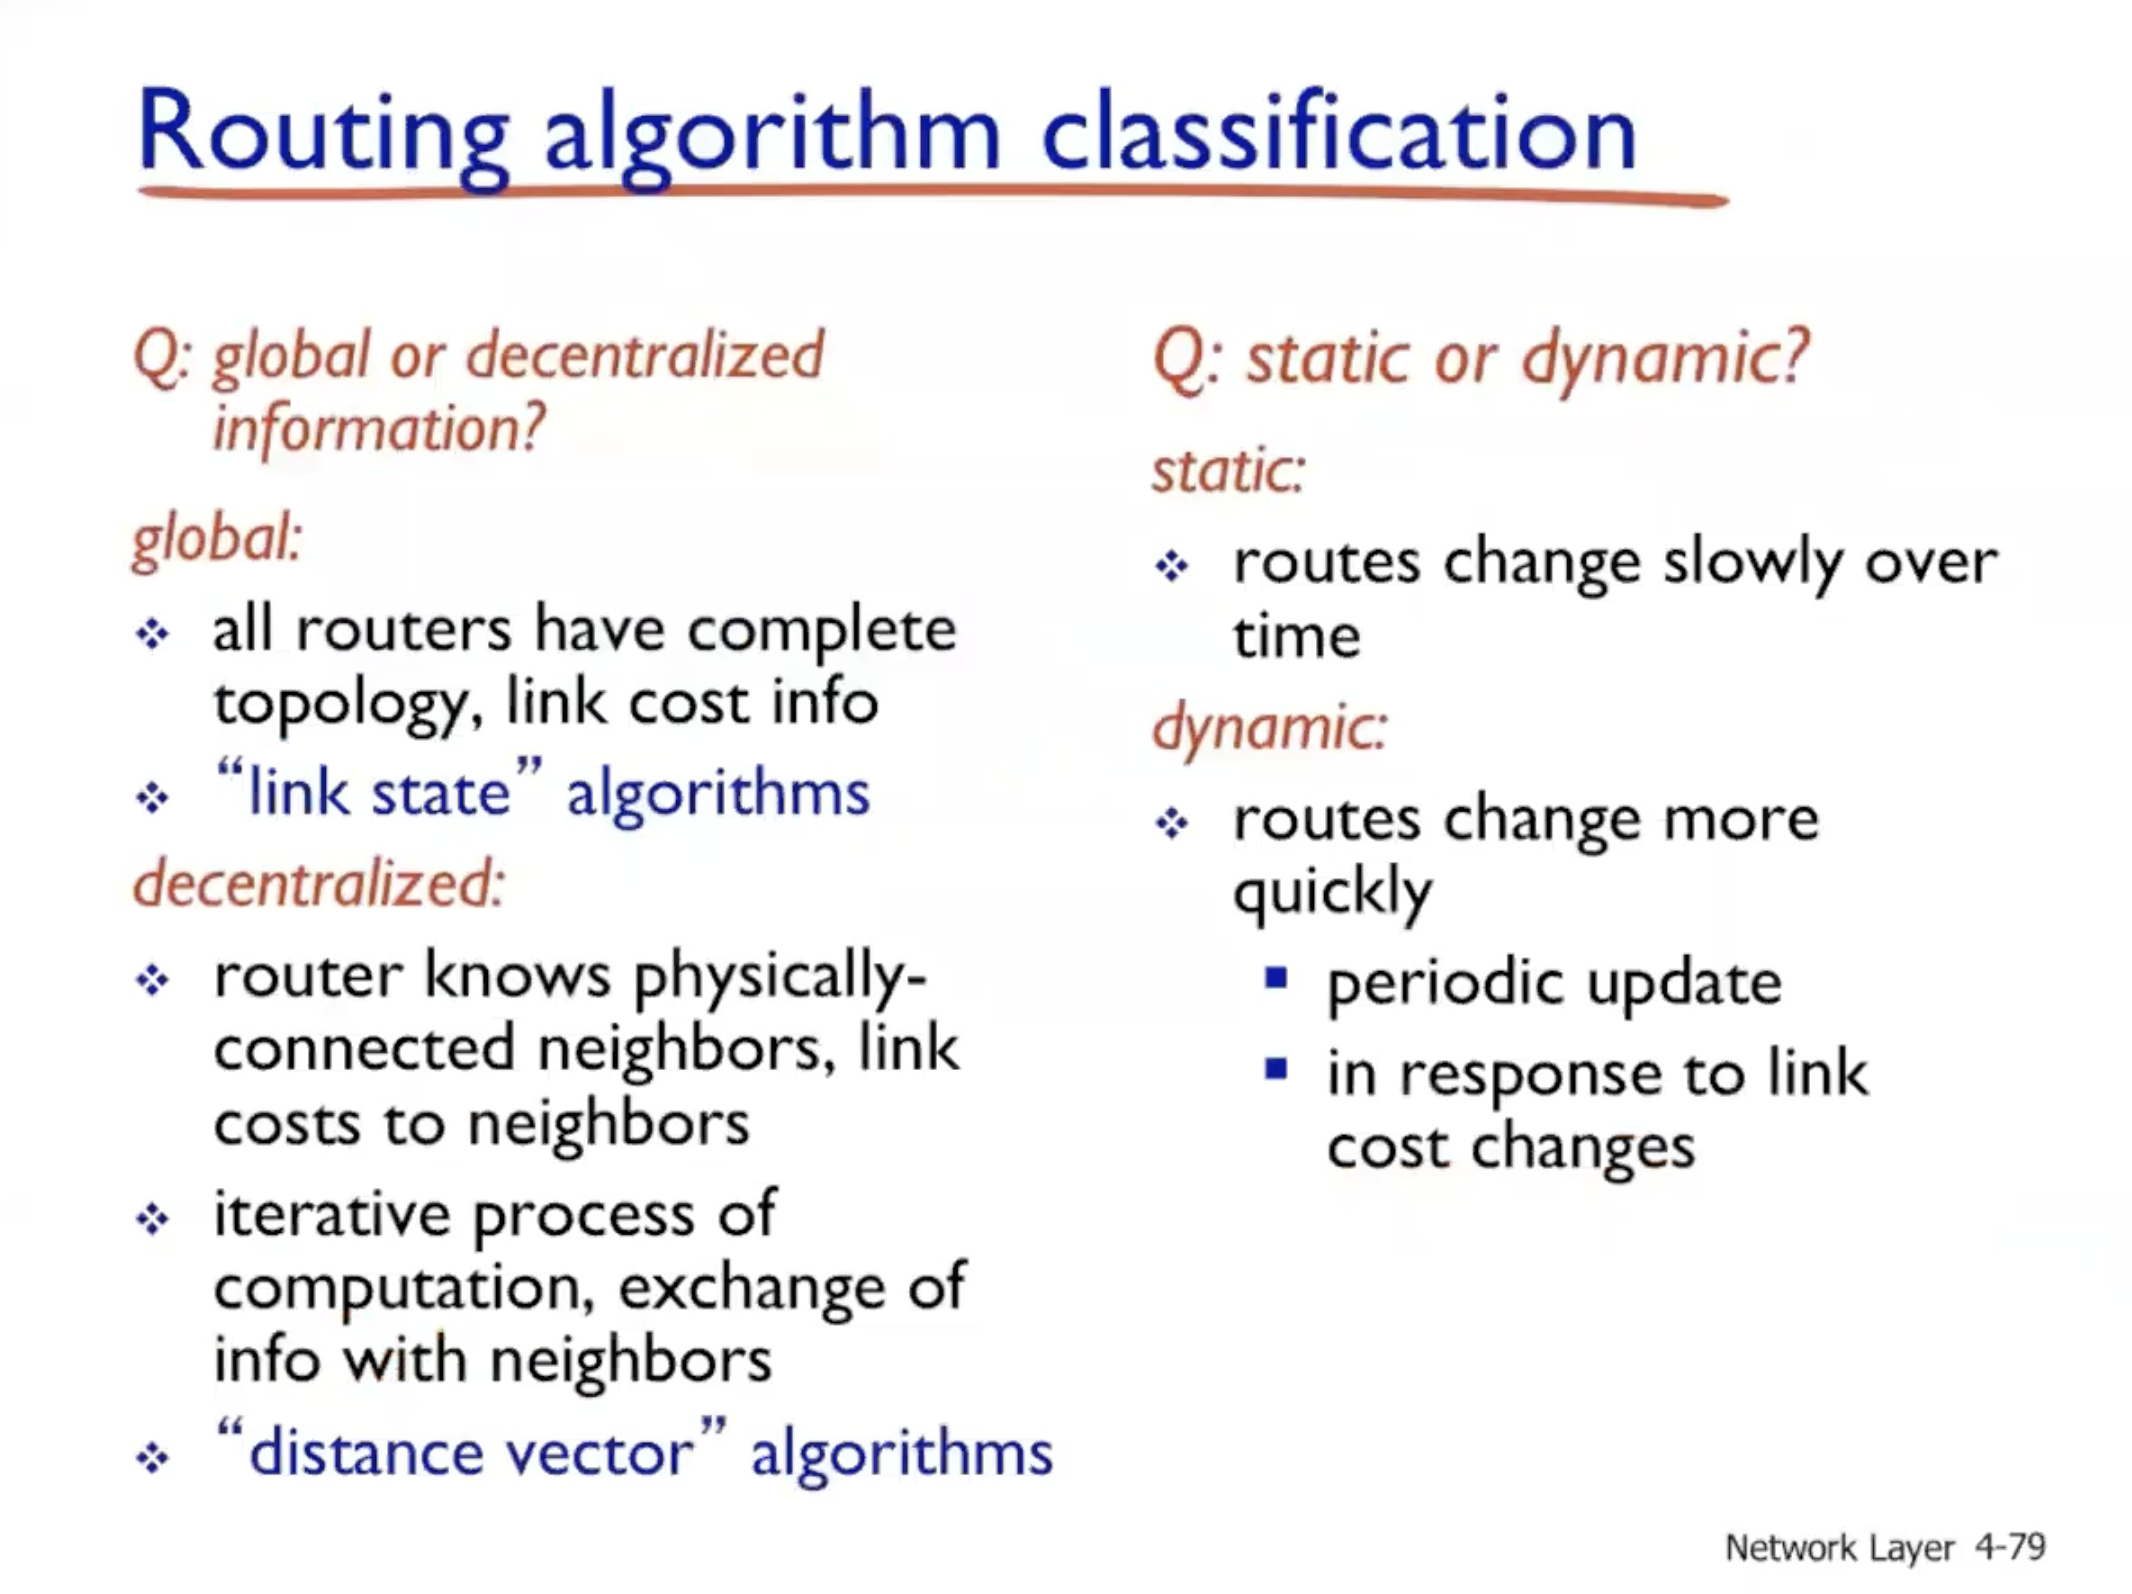 Routing algorithm classification
Q: global or decentralized
information?
global:
❖ all routers have complete
topology, link cost info
❖ “link state” algorithms
decentralized:
❖ router knows physically-
connected neighbors, link
costs to neighbors
❖ iterative process of
computation, exchange of
info with neighbors
❖ “distance vector” algorithms
Q: static or dynamic?
static:
❖ routes change slowly over
time
dynamic:
❖ routes change more
quickly
▪ periodic update
▪ in response to link
cost changes
Network Layer 4-79